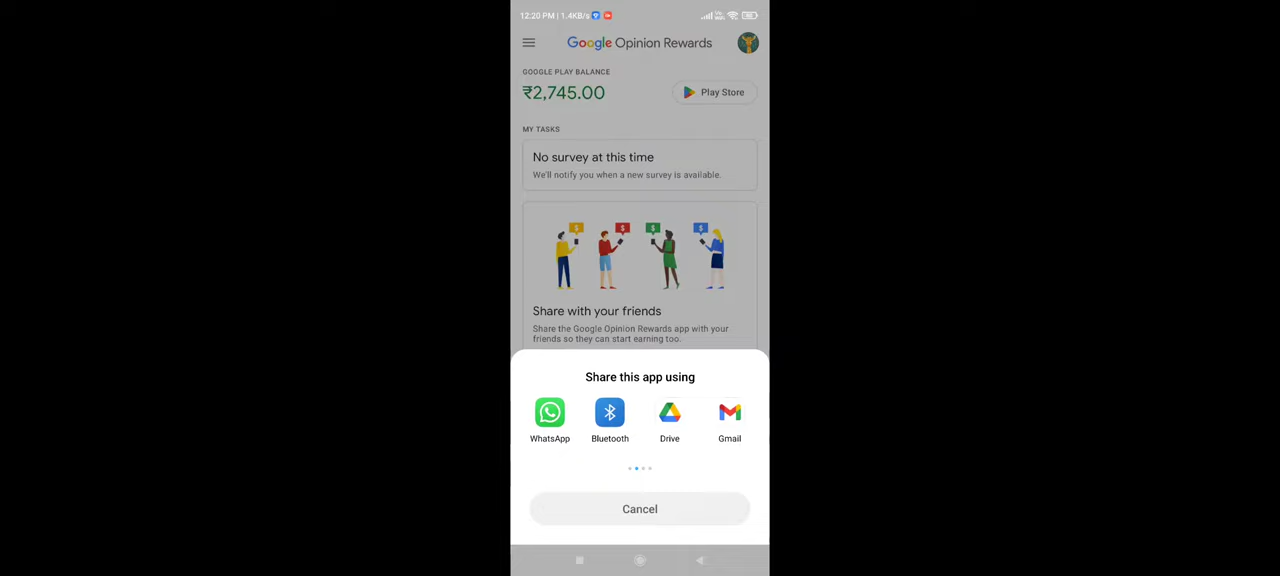 12:20 PM | 1.4KB/s
Google Opinion Rewards
GOOGLE PLAY BALANCE
₹2,745.00
Play Store
MY TASKS
No survey at this time
We'll notify you when a new survey is available.
$ $ $ $
Share with your friends
Share the Google Opinion Rewards app with your
friends so they can start earning too.
Share this app using
WhatsApp Bluetooth Drive Gmail
Cancel